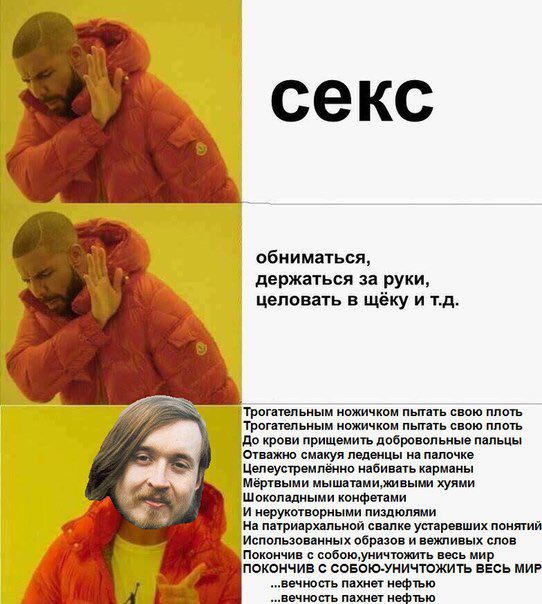 секс
обниматься,
держаться за руки,
целовать в щёку и т.д.
Трогательным ножичком пытать свою плоть
Трогательным ножичком пытать свою плоть
До крови прищемить добровольные пальцы
Отважно смакуя леденцы на палочке
Целеустремлённо набивать карманы
Мёртвыми мышатами,живыми хуями
Шоколадными конфетами
И нерукотворными пиздюлями
На патриархальной свалке устаревших понятий
Использованных образов и вежливых слов
Покончив с собою,уничтожить весь мир
ПОКОНЧИВ С СОБОЮ-УНИЧТОЖИТЬ ВЕСЬ МИР
...вечность пахнет нефтью
...вечность пахнет нефтью